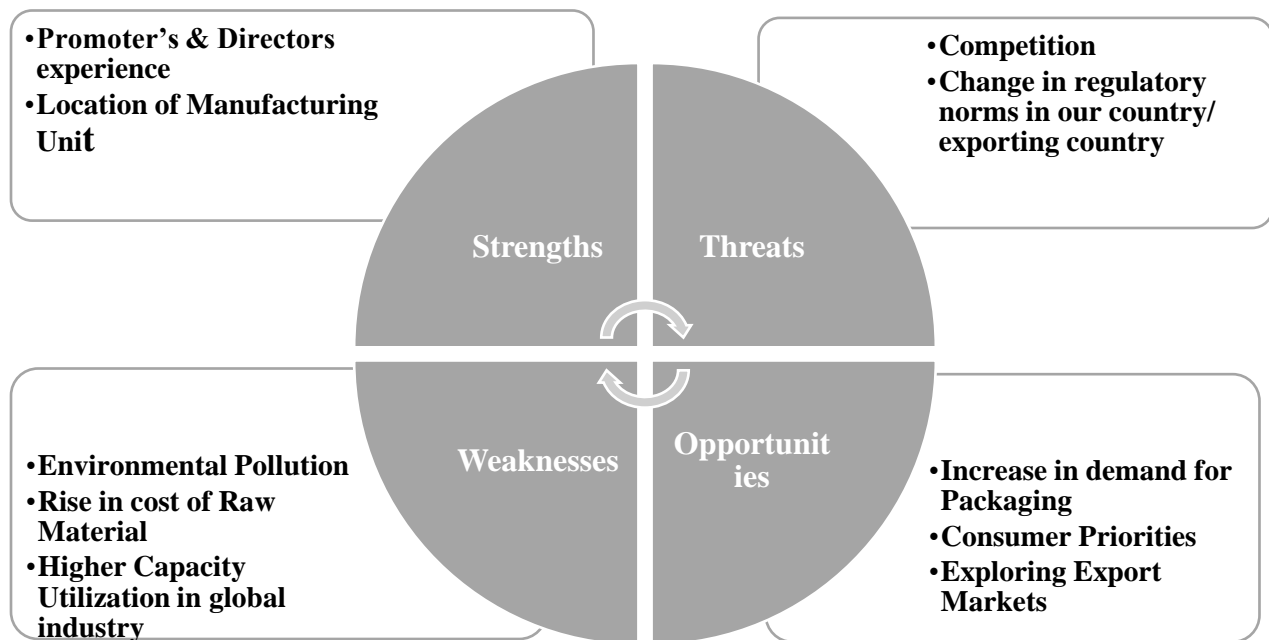 •Promoter’s & Directors
experience
•Location of Manufacturing
Unit
•Competition
•Change in regulatory
norms in our country/
exporting country
Strengths
Threats
Weaknesses
Opportunit
ies
•Environmental Pollution
•Rise in cost of Raw
Material
•Higher Capacity
Utilization in global
industry
•Increase in demand for
Packaging
•Consumer Priorities
•Exploring Export
Markets